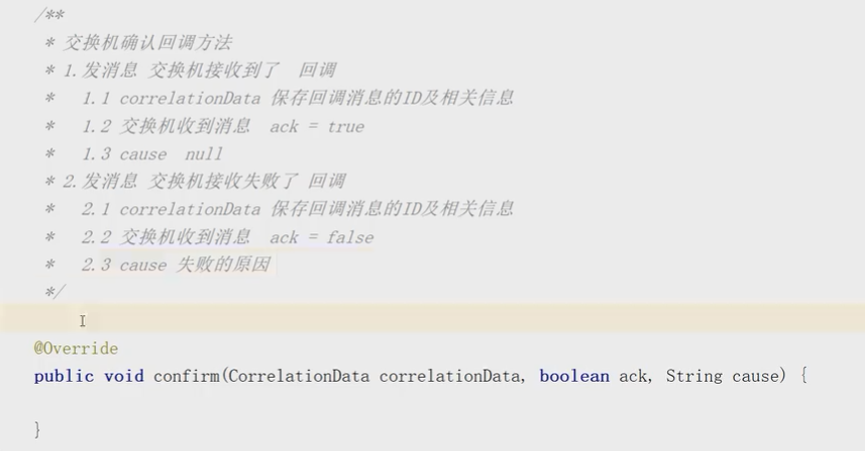 /**
* 交换机确认回调方法
* 1.发消息 交换机接收到了 回调
* 1.1 correlationData 保存回调消息的ID及相关信息
* 1.2 交换机收到消息 ack = true
* 1.3 cause null
* 2.发消息 交换机接收失败了 回调
* 2.1 correlationData 保存回调消息的ID及相关信息
* 2.2 交换机收到消息 ack = false
* 2.3 cause 失败的原因
*/
@Override
public void confirm(CorrelationData correlationData, boolean ack, String cause) {
}